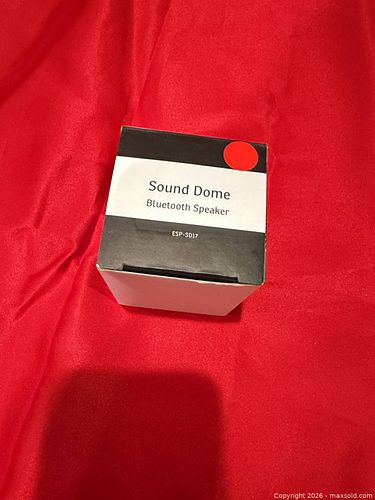 Sound Dome
Bluetooth Speaker
ESP-SD17
Copyright © 2026 - maxsold.com